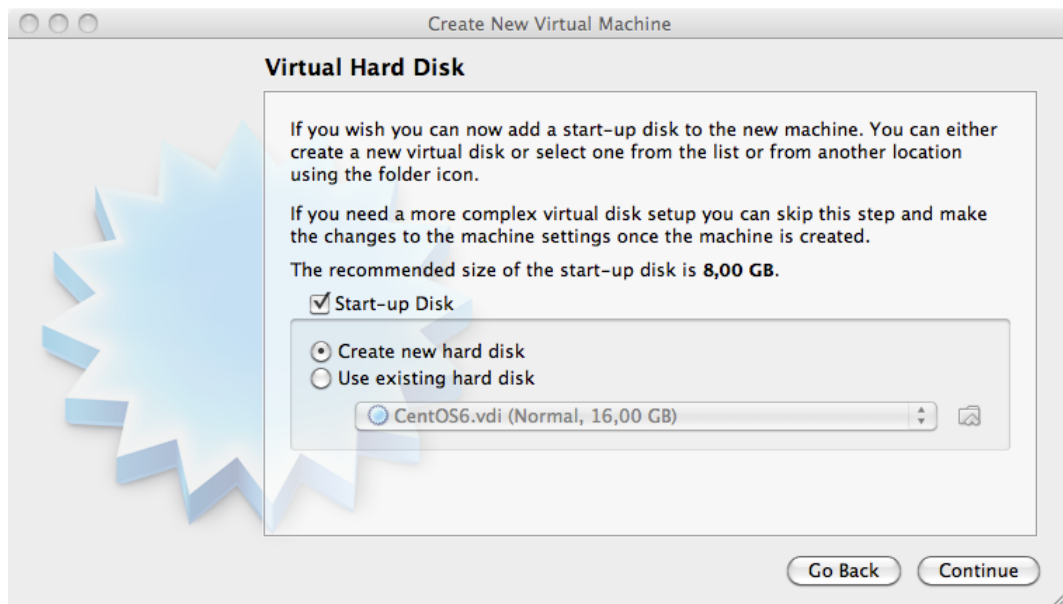 Create New Virtual Machine
Virtual Hard Disk
If you wish you can now add a start-up disk to the new machine. You can either
create a new virtual disk or select one from the list or from another location
using the folder icon.
If you need a more complex virtual disk setup you can skip this step and make
the changes to the machine settings once the machine is created.
The recommended size of the start-up disk is 8,00 GB.
Start-up Disk
Create new hard disk
Use existing hard disk
CentOS6.vdi (Normal, 16,00 GB)
Go Back
Continue